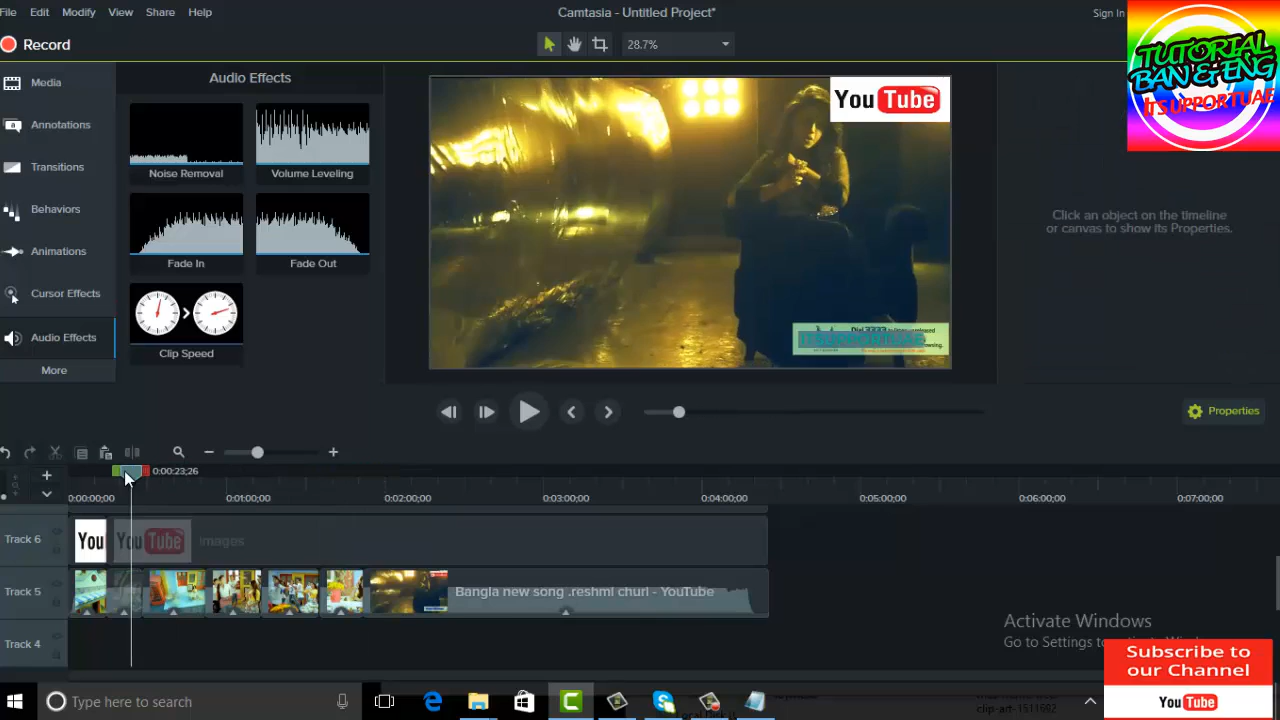 File Edit Modify View Share Help
Camtasia - Untitled Project*
Sign In
Record
28.7%
TUTORIAL
BAN & ENG
ITSUPPORTUAE
Media
Annotations
Transitions
Behaviors
Animations
Cursor Effects
Audio Effects
More
Audio Effects
Noise Removal
Volume Leveling
Fade In
Fade Out
Clip Speed
YouTube
ITSUPPORTUAE
Click an object on the timeline
or canvas to show its Properties.
Properties
0:00:23;26
0:00:00;00
0:01:00;00
0:02:00;00
0:03:00;00
0:04:00;00
0:05:00;00
0:06:00;00
0:07:00;00
Track 6
You
YouTube
Images
Track 5
Bangla new song .reshmi churi - YouTube
Track 4
Activate Windows
Subscribe to
our Channel
YouTube
Type here to search
clip-art-1511982